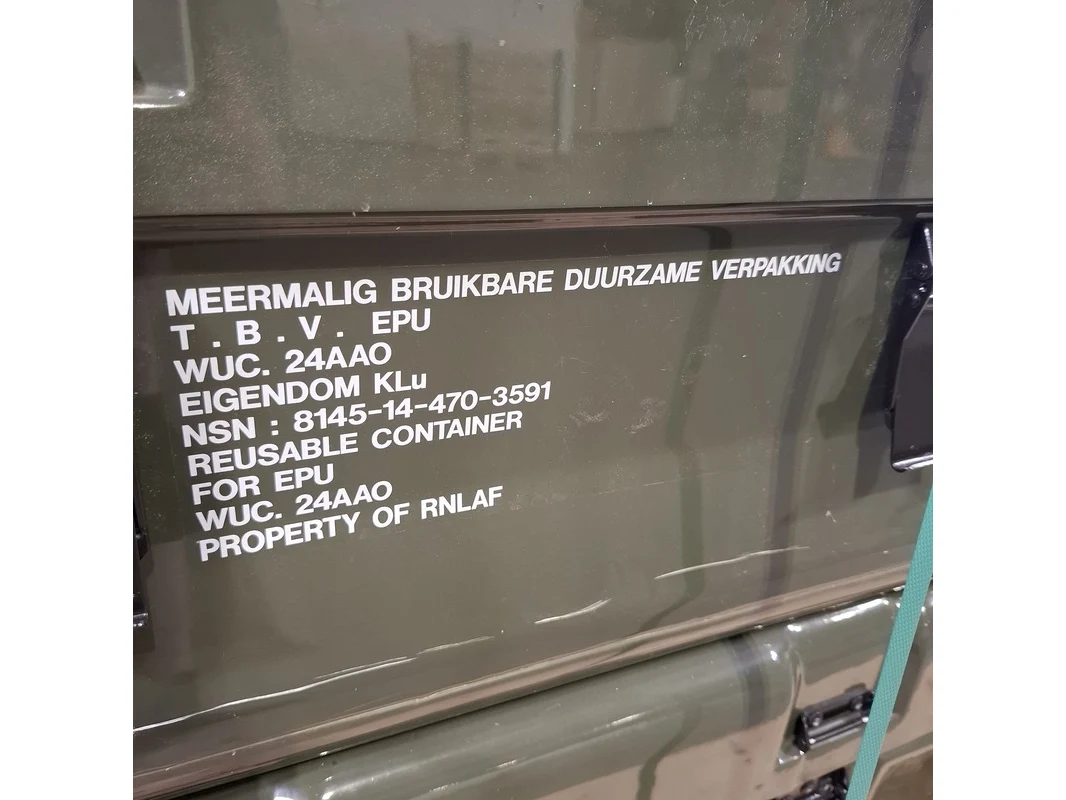 MEERMALIG BRUIKBARE DUURZAME VERPAKKING
T . B . V . EPU
WUC. 24AAO
EIGENDOM KLu
NSN : 8145-14-470-3591
REUSABLE CONTAINER
FOR EPU
WUC. 24AAO
PROPERTY OF RNLAF